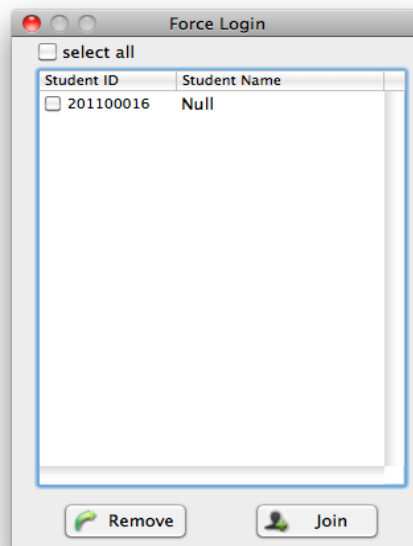 Force Login
select all
Student ID Student Name
201100016 Null
Remove Join